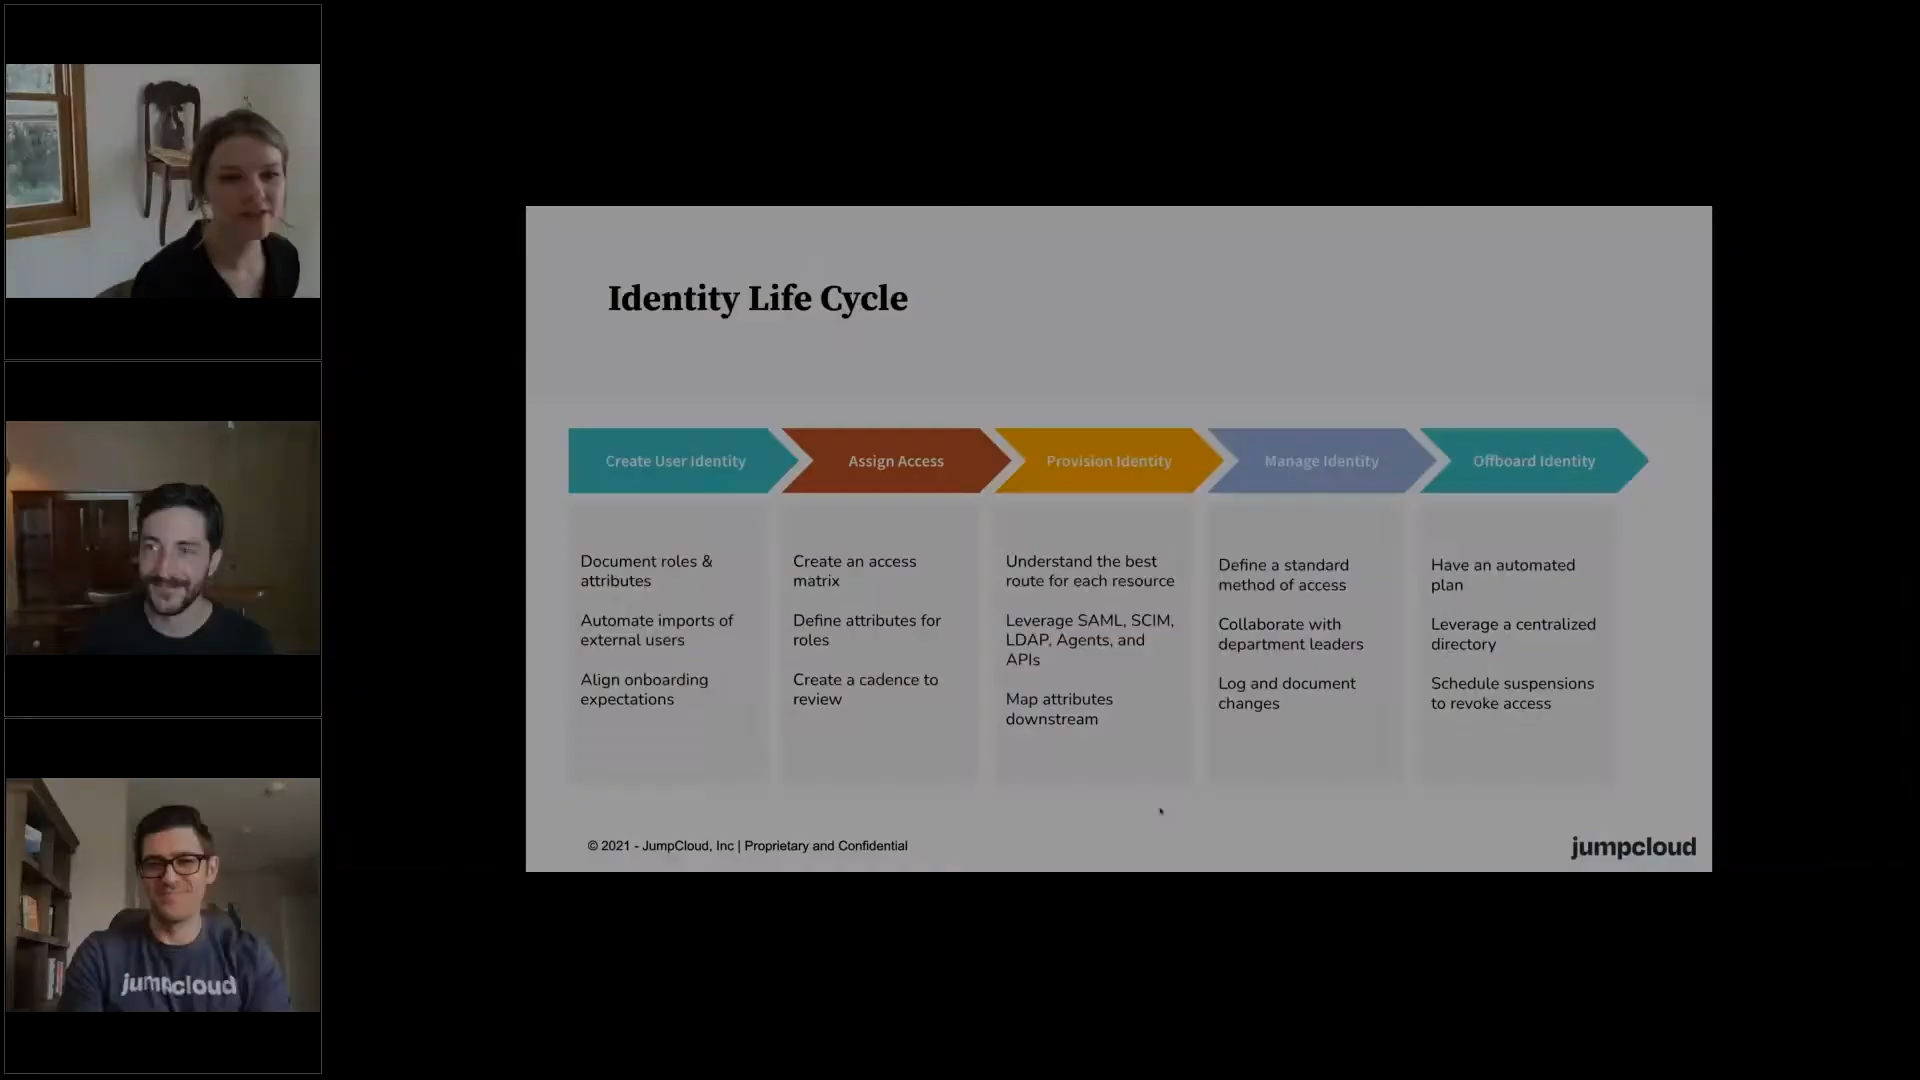 Identity Life Cycle
Create User Identity
Assign Access
Provision Identity
Manage Identity
Offboard Identity
Document roles &
attributes
Automate imports of
external users
Align onboarding
expectations
Create an access
matrix
Define attributes for
roles
Create a cadence to
review
Understand the best
route for each resource
Leverage SAML, SCIM,
LDAP, Agents, and
APIs
Map attributes
downstream
Define a standard
method of access
Collaborate with
department leaders
Log and document
changes
Have an automated
plan
Leverage a centralized
directory
Schedule suspensions
to revoke access
© 2021 - JumpCloud, Inc | Proprietary and Confidential
jumpcloud
jumpcloud